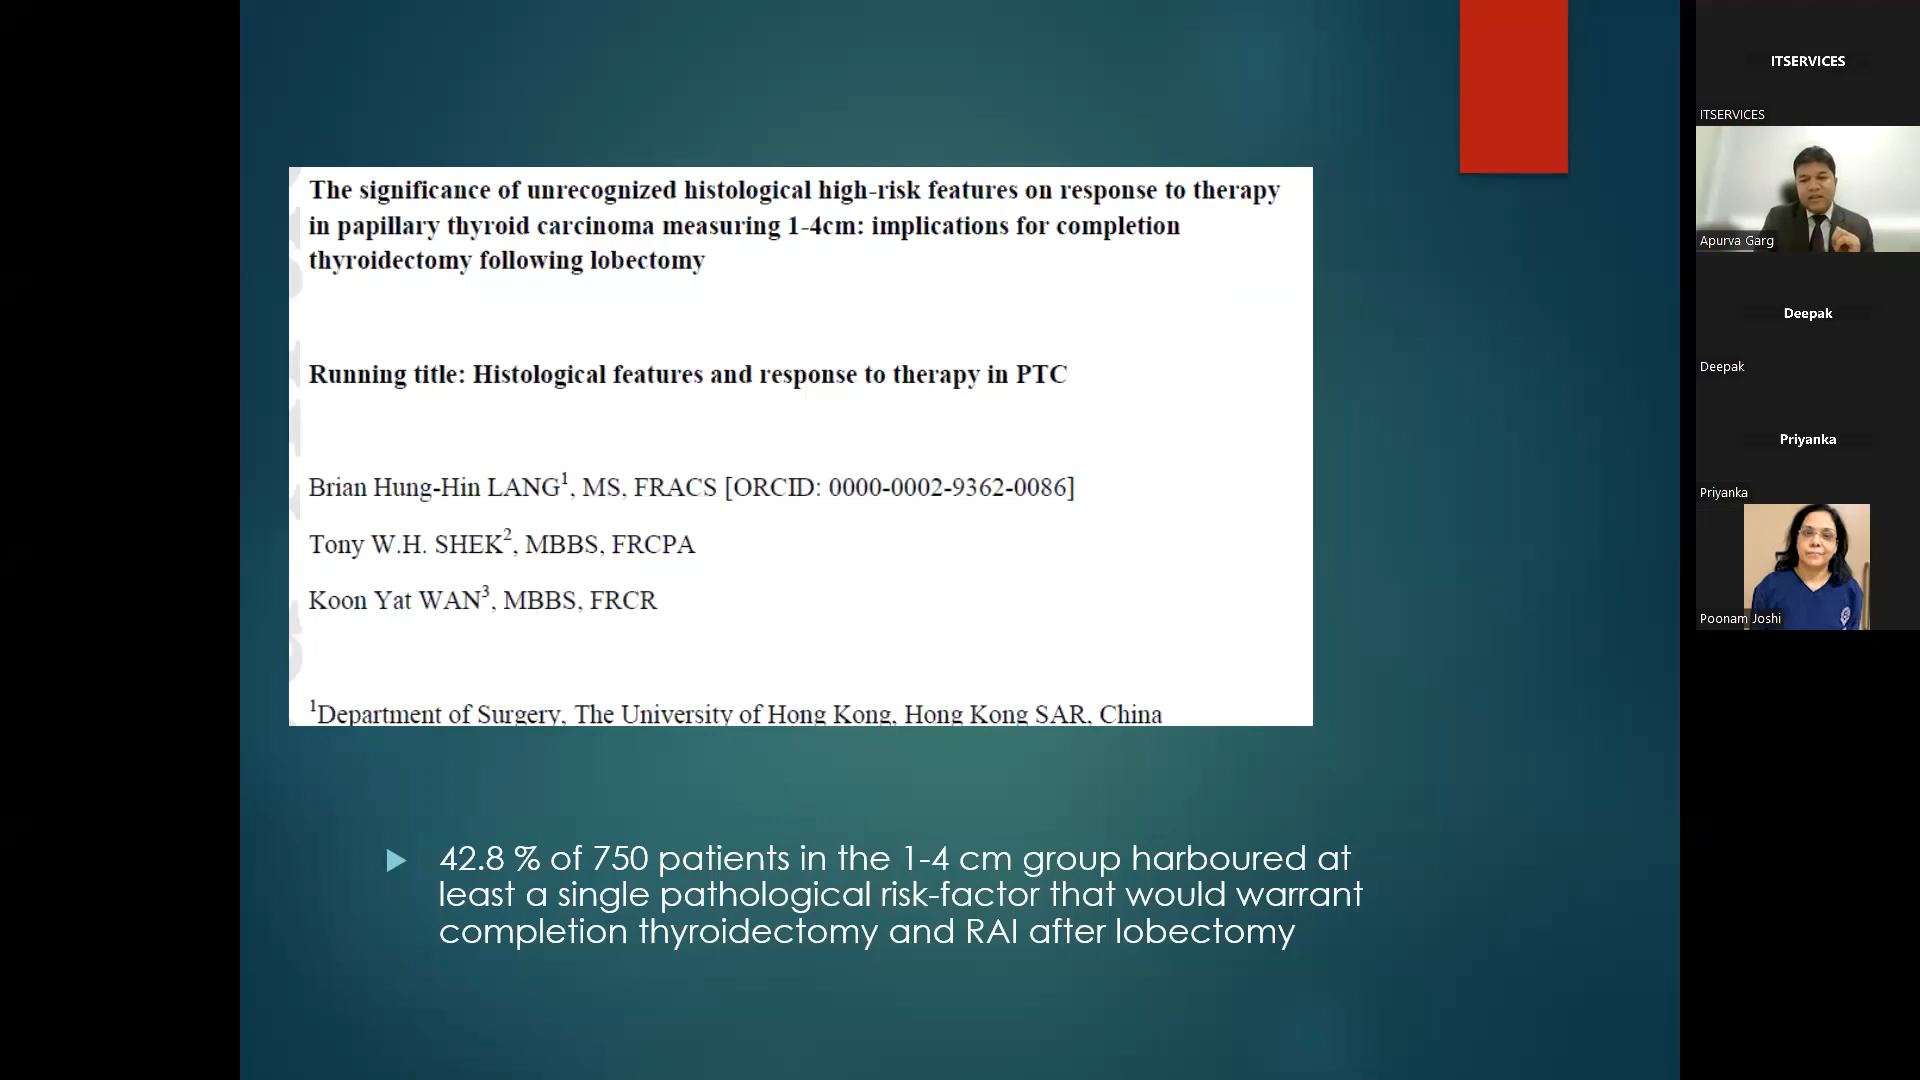 The significance of unrecognized histological high-risk features on response to therapy
in papillary thyroid carcinoma measuring 1-4cm: implications for completion
thyroidectomy following lobectomy
Running title: Histological features and response to therapy in PTC
Brian Hung-Hin LANG1, MS, FRACS [ORCID: 0000-0002-9362-0086]
Tony W.H. SHEK2, MBBS, FRCPA
Koon Yat WAN3, MBBS, FRCR
1Department of Surgery, The University of Hong Kong, Hong Kong SAR, China
42.8 % of 750 patients in the 1-4 cm group harboured at
least a single pathological risk-factor that would warrant
completion thyroidectomy and RAI after lobectomy
ITSERVICES
ITSERVICES
Apurva Garg
Deepak
Deepak
Priyanka
Priyanka
Poonam Joshi